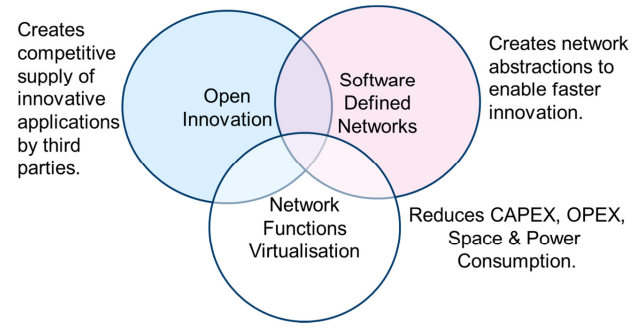 Creates
competitive
supply of
innovative
applications
by third
parties.
Open
Innovation
Software
Defined
Networks
Creates network
abstractions to
enable faster
innovation.
Network
Functions
Virtualisation
Reduces CAPEX, OPEX,
Space & Power
Consumption.